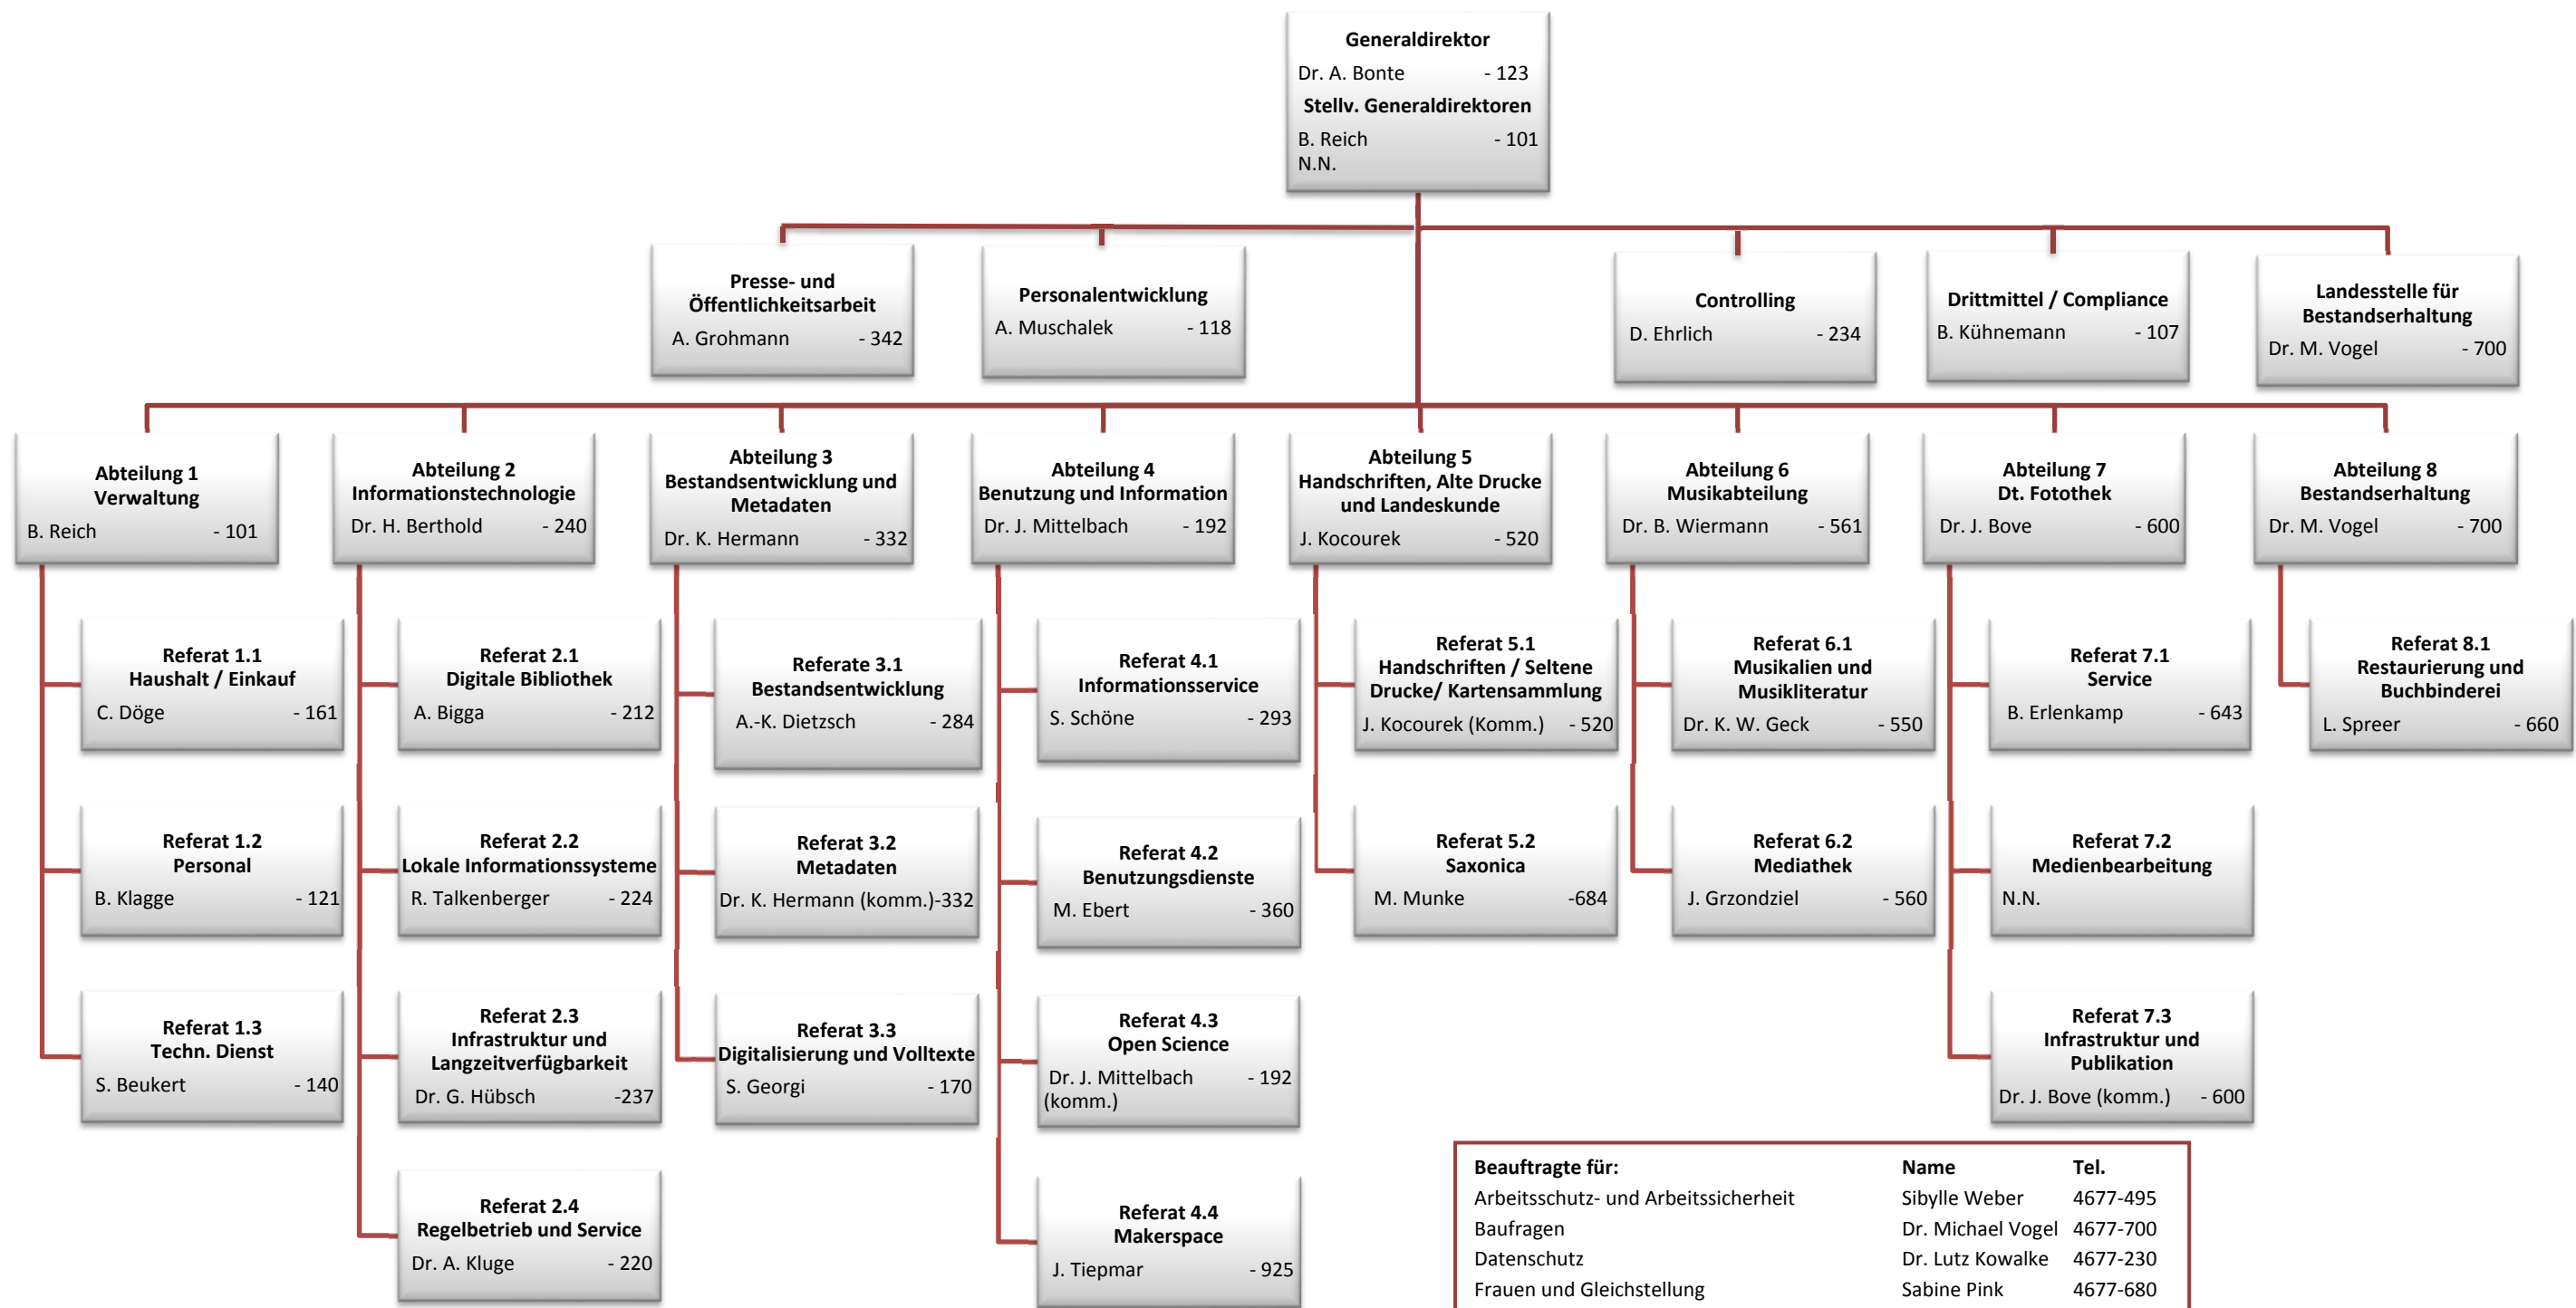 Generaldirektor
Dr. A. Bonte - 123
Stellv. Generaldirektoren
B. Reich - 101
N.N.
Presse- und
Öffentlichkeitsarbeit
A. Grohmann - 342
Personalentwicklung
A. Muschalek - 118
Controlling
D. Ehrlich - 234
Drittmittel / Compliance
B. Kühnemann - 107
Landesstelle für
Bestandserhaltung
Dr. M. Vogel - 700
Abteilung 1
Verwaltung
B. Reich - 101
Abteilung 2
Informationstechnologie
Dr. H. Berthold - 240
Abteilung 3
Bestandsentwicklung und
Metadaten
Dr. K. Hermann - 332
Abteilung 4
Benutzung und Information
Dr. J. Mittelbach - 192
Abteilung 5
Handschriften, Alte Drucke
und Landeskunde
J. Kocourek - 520
Abteilung 6
Musikabteilung
Dr. B. Wiermann - 561
Abteilung 7
Dt. Fotothek
Dr. J. Bove - 600
Abteilung 8
Bestandserhaltung
Dr. M. Vogel - 700
Referat 1.1
Haushalt / Einkauf
C. Döge - 161
Referat 2.1
Digitale Bibliothek
A. Bigga - 212
Referate 3.1
Bestandsentwicklung
A.-K. Dietzsch - 284
Referat 4.1
Informationsservice
S. Schöne - 293
Referat 5.1
Handschriften / Seltene
Drucke/ Kartensammlung
J. Kocourek (Komm.) - 520
Referat 6.1
Musikalien und
Musikliteratur
Dr. K. W. Geck - 550
Referat 7.1
Service
B. Erlenkamp - 643
Referat 8.1
Restaurierung und
Buchbinderei
L. Spreer - 660
Referat 1.2
Personal
B. Klagge - 121
Referat 2.2
Lokale Informationssysteme
R. Talkenberger - 224
Referat 3.2
Metadaten
Dr. K. Hermann (komm.)-332
Referat 4.2
Benutzungsdienste
M. Ebert - 360
Referat 5.2
Saxonica
M. Munke -684
Referat 6.2
Mediathek
J. Grzondziel - 560
Referat 7.2
Medienbearbeitung
N.N.
Referat 1.3
Techn. Dienst
S. Beukert - 140
Referat 2.3
Infrastruktur und
Langzeitverfügbarkeit
Dr. G. Hübsch -237
Referat 3.3
Digitalisierung und Volltexte
S. Georgi - 170
Referat 4.3
Open Science
Dr. J. Mittelbach - 192
(komm.)
Referat 7.3
Infrastruktur und
Publikation
Dr. J. Bove (komm.) - 600
Referat 2.4
Regelbetrieb und Service
Dr. A. Kluge - 220
Referat 4.4
Makerspace
J. Tiepmar - 925
Beauftragte für: Name Tel.
Arbeitsschutz- und Arbeitssicherheit Sibylle Weber 4677-495
Baufragen Dr. Michael Vogel 4677-700
Datenschutz Dr. Lutz Kowalke 4677-230
Frauen und Gleichstellung Sabine Pink 4677-680